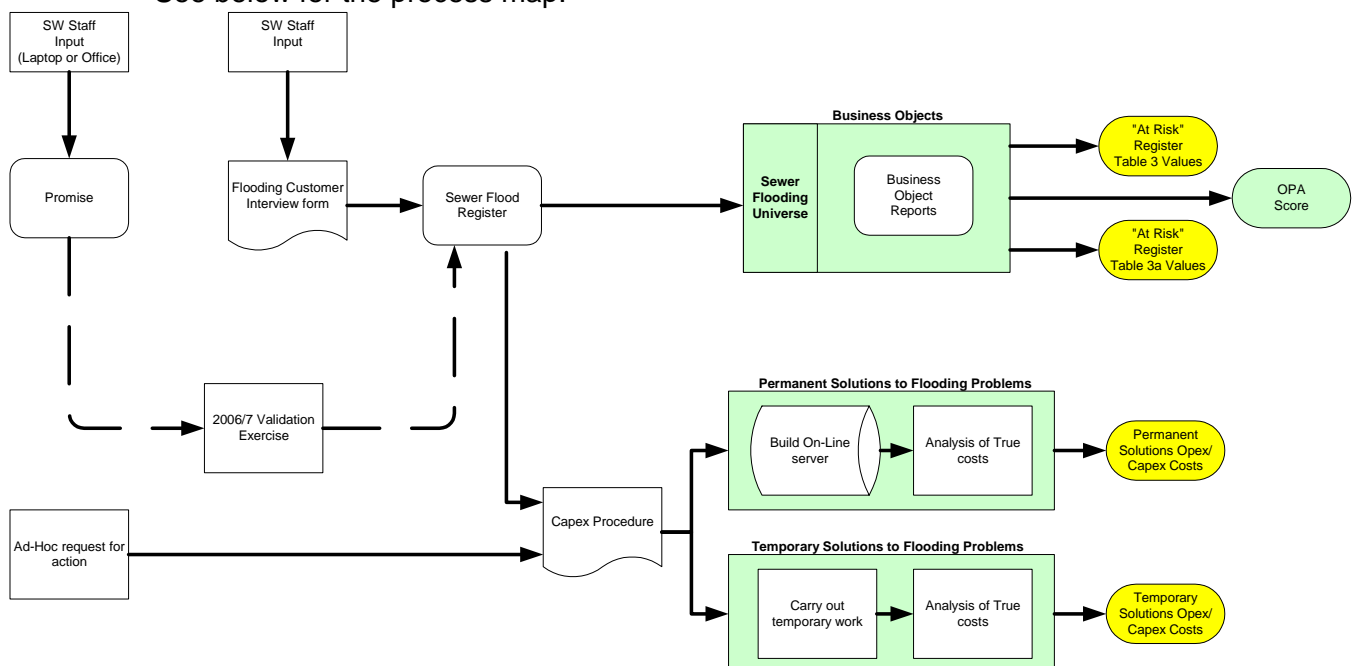 See below for the process map.
SW Staff
Input
(Laptop or Office)
SW Staff
Input
Promise
Flooding Customer
Interview form
Sewer Flood
Register
Business Objects
Sewer
Flooding
Universe
Business
Object
Reports
"At Risk"
Register
Table 3 Values
OPA
Score
"At Risk"
Register
Table 3a Values
2006/7 Validation
Exercise
Ad-Hoc request for
action
Capex Procedure
Permanent Solutions to Flooding Problems
Build On-Line
server
Analysis of True
costs
Permanent
Solutions Opex/
Capex Costs
Temporary Solutions to Flooding Problems
Carry out
temporary work
Analysis of True
costs
Temporary
Solutions Opex/
Capex Costs